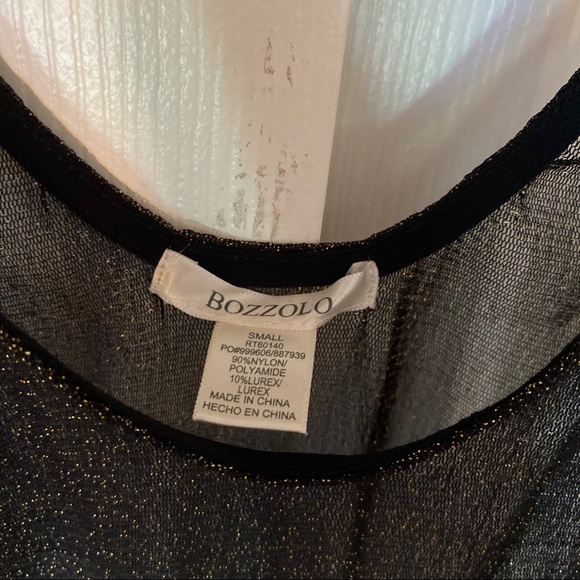 BOZZOLO
SMALL
RT60140
PO#999606/887939
90%NYLON/
POLYAMIDE
10%LUREX/
LUREX
MADE IN CHINA
HECHO EN CHINA